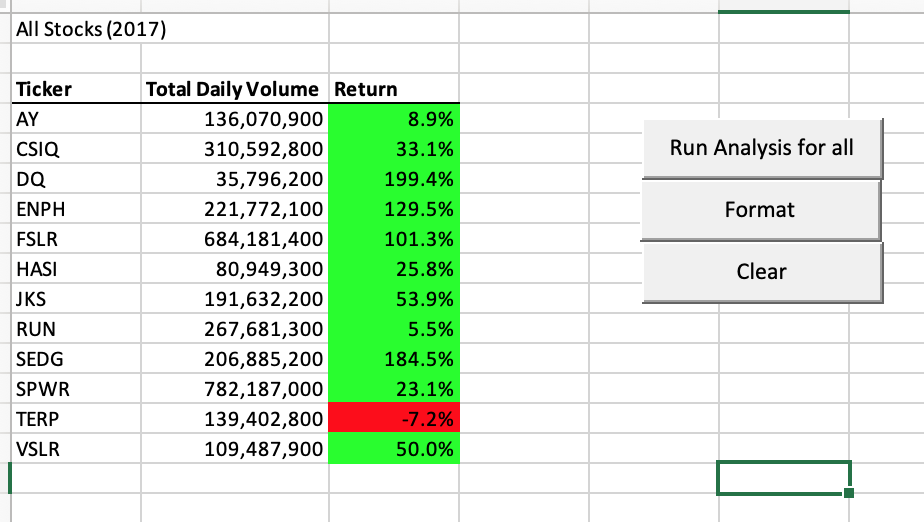 All Stocks (2017)
Ticker Total Daily Volume Return
AY 136,070,900 8.9%
CSIQ 310,592,800 33.1%
DQ 35,796,200 199.4%
ENPH 221,772,100 129.5%
FSLR 684,181,400 101.3%
HASI 80,949,300 25.8%
JKS 191,632,200 53.9%
RUN 267,681,300 5.5%
SEDG 206,885,200 184.5%
SPWR 782,187,000 23.1%
TERP 139,402,800 -7.2%
VSLR 109,487,900 50.0%
Run Analysis for all
Format
Clear